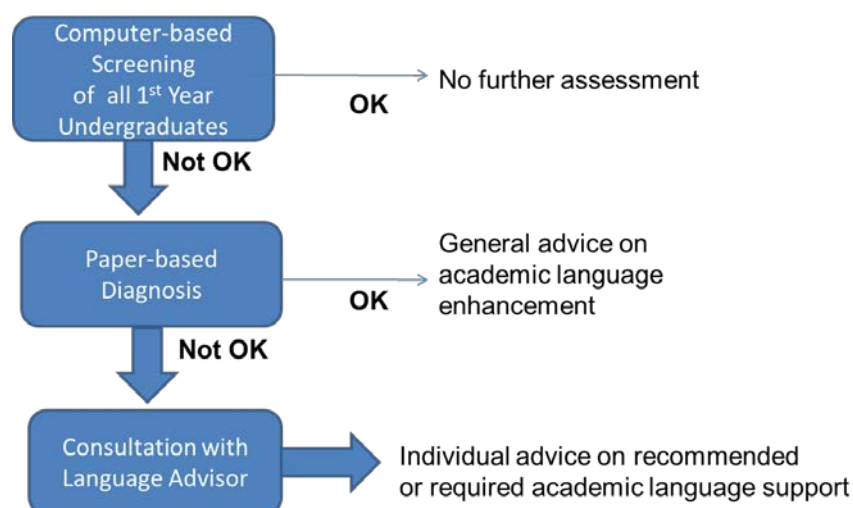 Computer-based
Screening
of all 1st Year
Undergraduates
OK
No further assessment
Not OK
Paper-based
Diagnosis
OK
General advice on
academic language
enhancement
Not OK
Consultation with
Language Advisor
Individual advice on recommended
or required academic language support